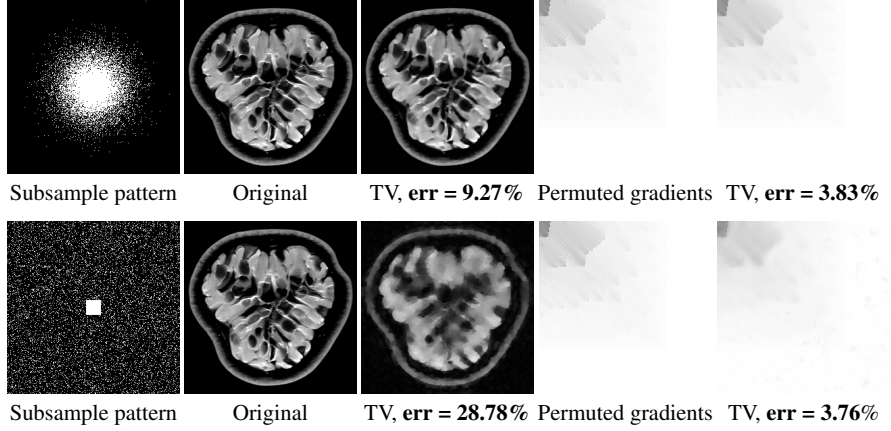 Subsample pattern Original TV, err = 9.27% Permuted gradients TV, err = 3.83%
Subsample pattern Original TV, err = 28.78% Permuted gradients TV, err = 3.76%